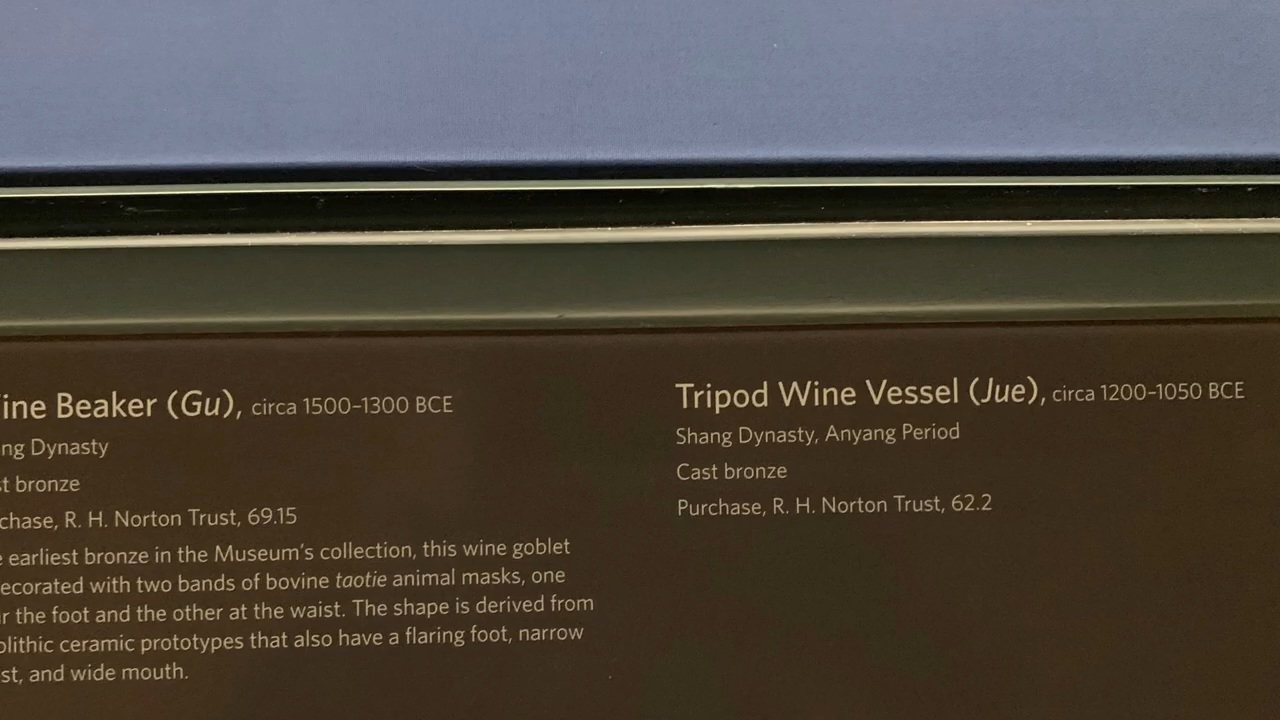 ine Beaker (Gu), circa 1500–1300 BCE
ng Dynasty
t bronze
chase, R. H. Norton Trust, 69.15
e earliest bronze in the Museum's collection, this wine goblet
ecorated with two bands of bovine taotie animal masks, one
r the foot and the other at the waist. The shape is derived from
olithic ceramic prototypes that also have a flaring foot, narrow
st, and wide mouth.
Tripod Wine Vessel (Jue), circa 1200–1050 BCE
Shang Dynasty, Anyang Period
Cast bronze
Purchase, R. H. Norton Trust, 62.2